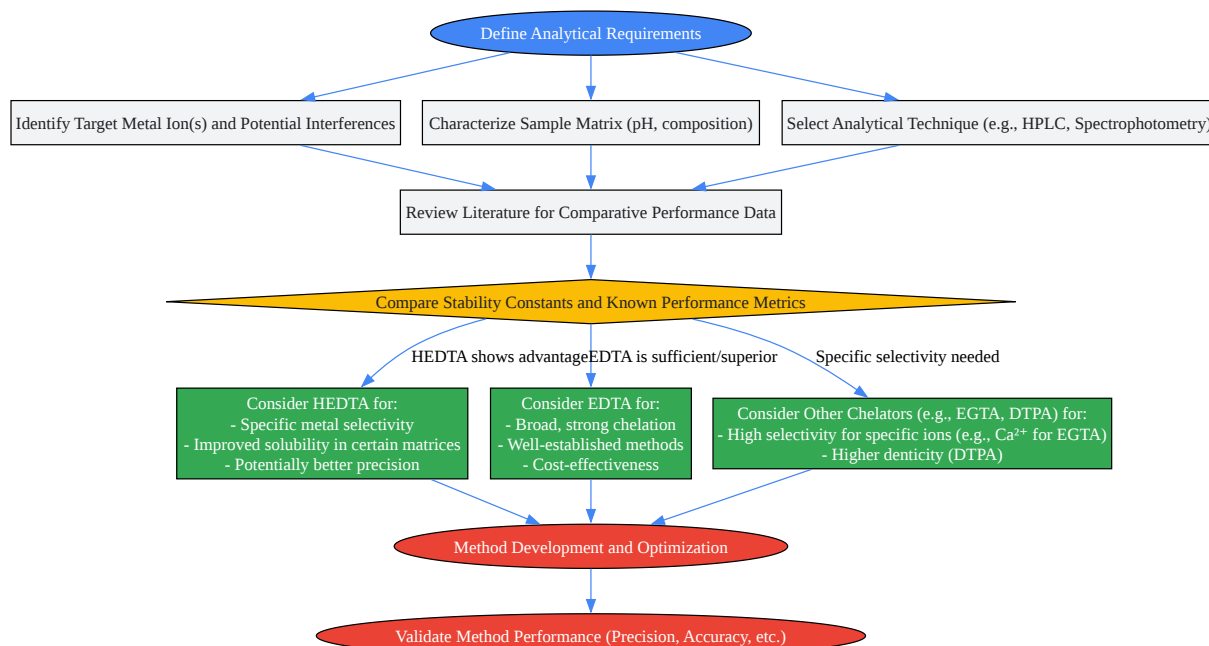 Define Analytical Requirements
Identify Target Metal Ion(s) and Potential Interferences
Characterize Sample Matrix (pH, composition)
Select Analytical Technique (e.g., HPLC, Spectrophotometry)
Review Literature for Comparative Performance Data
Compare Stability Constants and Known Performance Metrics
HEDTA shows advantage
EDTA is sufficient/superior
Specific selectivity needed
Consider HEDTA for:
- Specific metal selectivity
- Improved solubility in certain matrices
- Potentially better precision
Consider EDTA for:
- Broad, strong chelation
- Well-established methods
- Cost-effectiveness
Consider Other Chelators (e.g., EGTA, DTPA) for:
- High selectivity for specific ions (e.g., Ca²⁺ for EGTA)
- Higher denticity (DTPA)
Method Development and Optimization
Validate Method Performance (Precision, Accuracy, etc.)